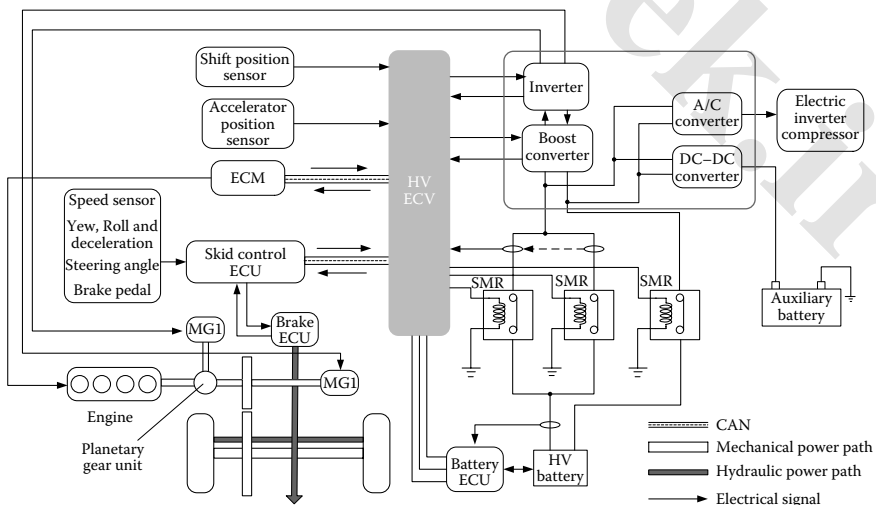 Shift position
sensor
Accelerator
position
sensor
ECM
Speed sensor
Yew, Roll and
deceleration
Steering angle
Brake pedal
Skid control
ECU
Brake
ECU
MG1
MG1
Engine
Planetary
gear unit
HV
ECV
Inverter
Boost
converter
A/C
converter
DC–DC
converter
Electric
inverter
compressor
SMR
SMR
SMR
Auxiliary
battery
Battery
ECU
HV
battery
CAN
Mechanical power path
Hydraulic power path
Electrical signal
ek.ir